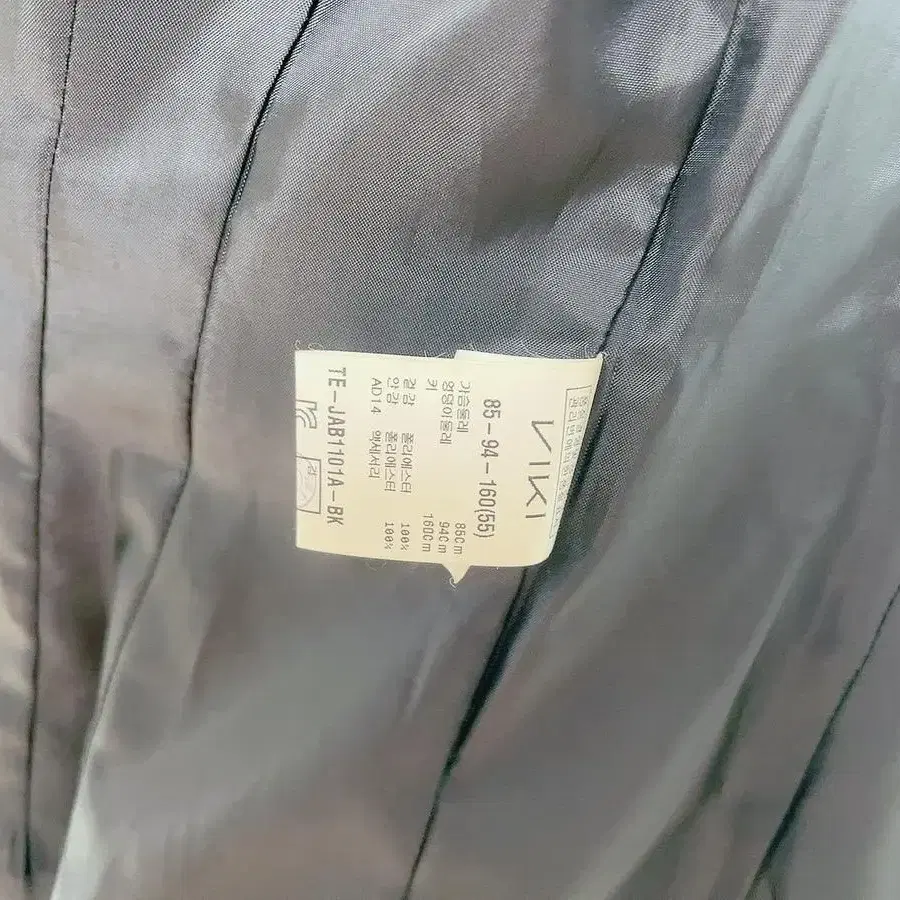 VIKI
85-94-160(55)
가슴둘레 85Cm
엉덩이둘레 94Cm
키 160Cm
겉감 폴리에스터 100%
안감 폴리에스터 100%
AD14 액세서리
TE-JAB1101A-BK